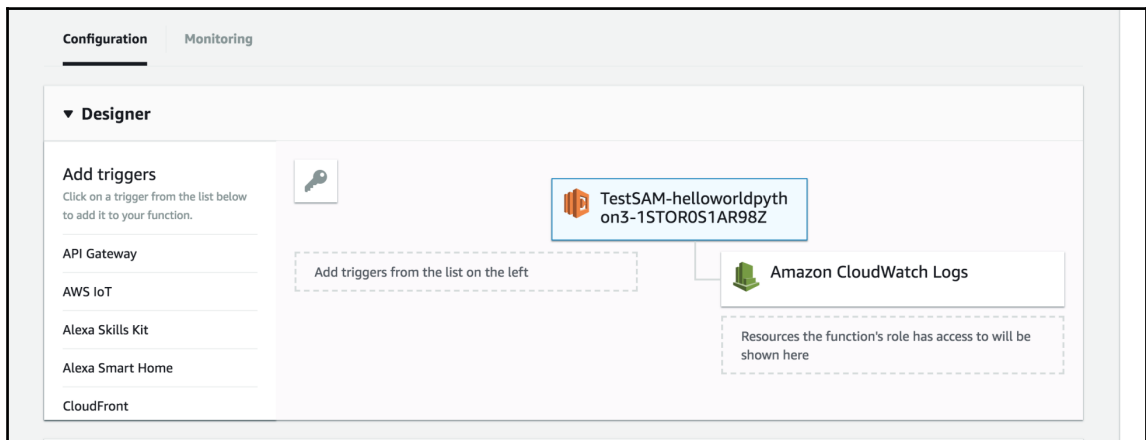 Configuration
Monitoring
Designer
Add triggers
Click on a trigger from the list below
to add it to your function.
API Gateway
AWS IoT
Alexa Skills Kit
Alexa Smart Home
CloudFront
Add triggers from the list on the left
TestSAM-helloworldpyth
on3-1STOR0S1AR98Z
Amazon CloudWatch Logs
Resources the function's role has access to will be
shown here